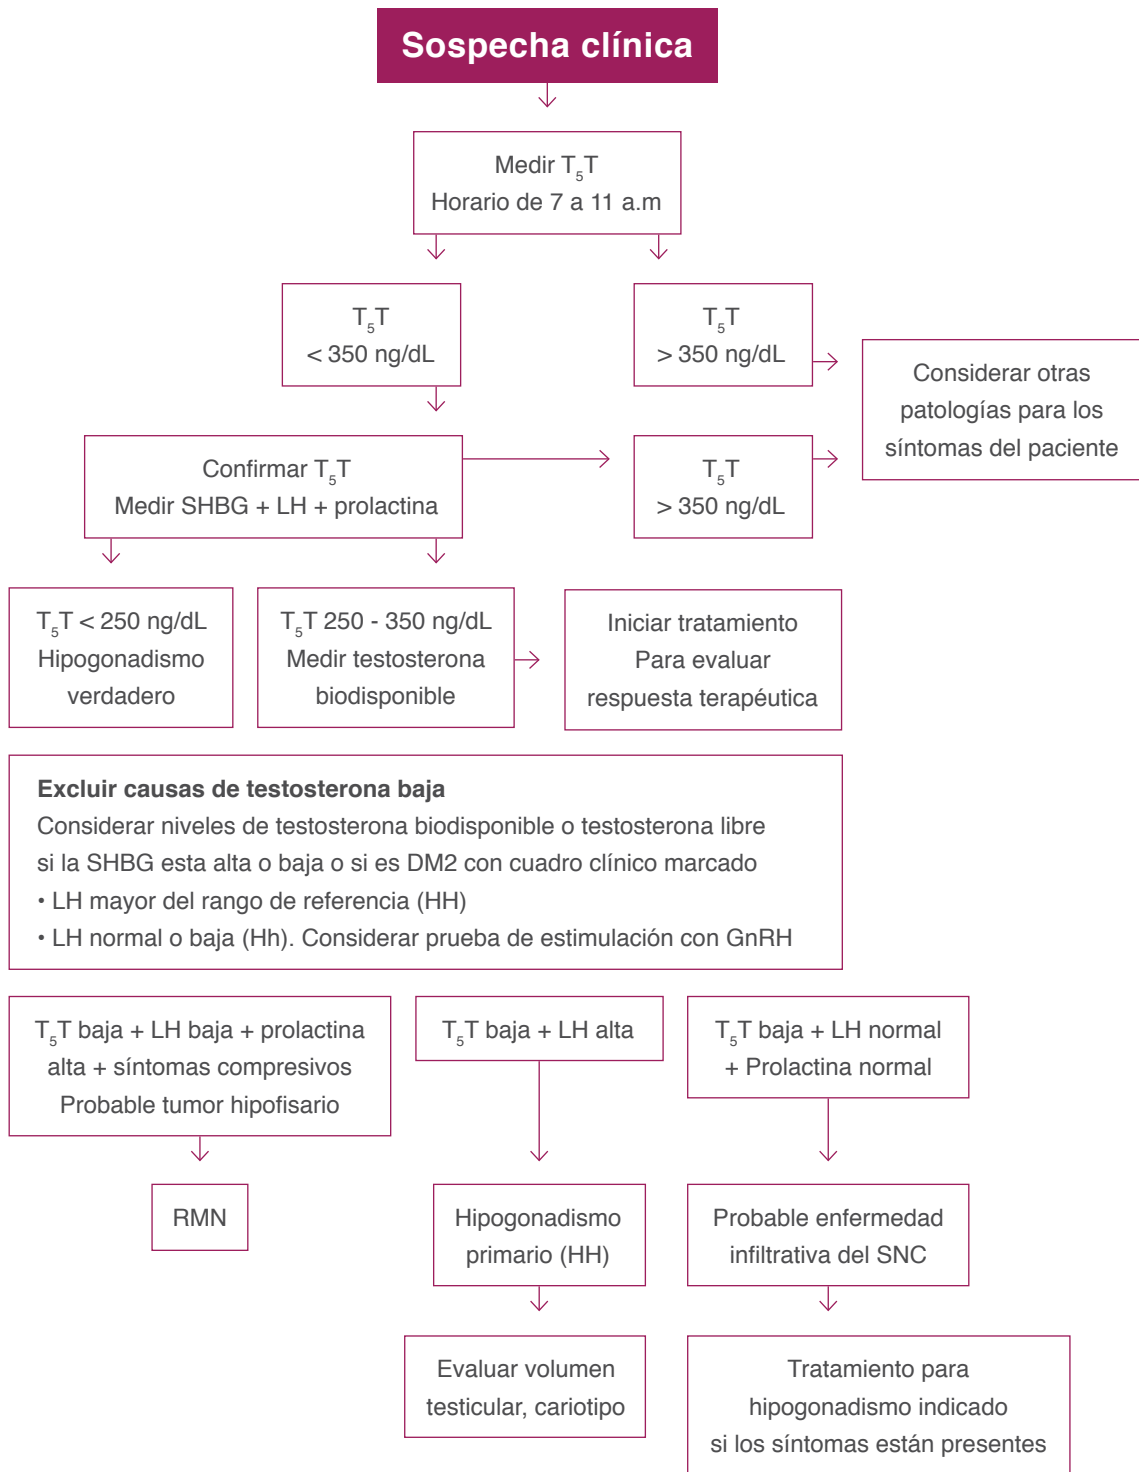 Sospecha clínica
Medir T₅T
Horario de 7 a 11 a.m
T₅T
< 350 ng/dL
T₅T
> 350 ng/dL
Considerar otras
patologías para los
síntomas del paciente
Confirmar T₅T
Medir SHBG + LH + prolactina
T₅T
> 350 ng/dL
T₅T < 250 ng/dL
Hipogonadismo
verdadero
T₅T 250 - 350 ng/dL
Medir testosterona
biodisponible
Iniciar tratamiento
Para evaluar
respuesta terapéutica
Excluir causas de testosterona baja
Considerar niveles de testosterona biodisponible o testosterona libre
si la SHBG esta alta o baja o si es DM2 con cuadro clínico marcado
• LH mayor del rango de referencia (HH)
• LH normal o baja (Hh). Considerar prueba de estimulación con GnRH
T₅T baja + LH baja + prolactina
alta + síntomas compresivos
Probable tumor hipofisario
T₅T baja + LH alta
T₅T baja + LH normal
+ Prolactina normal
RMN
Hipogonadismo
primario (HH)
Probable enfermedad
infiltrativa del SNC
Evaluar volumen
testicular, cariotipo
Tratamiento para
hipogonadismo indicado
si los síntomas están presentes